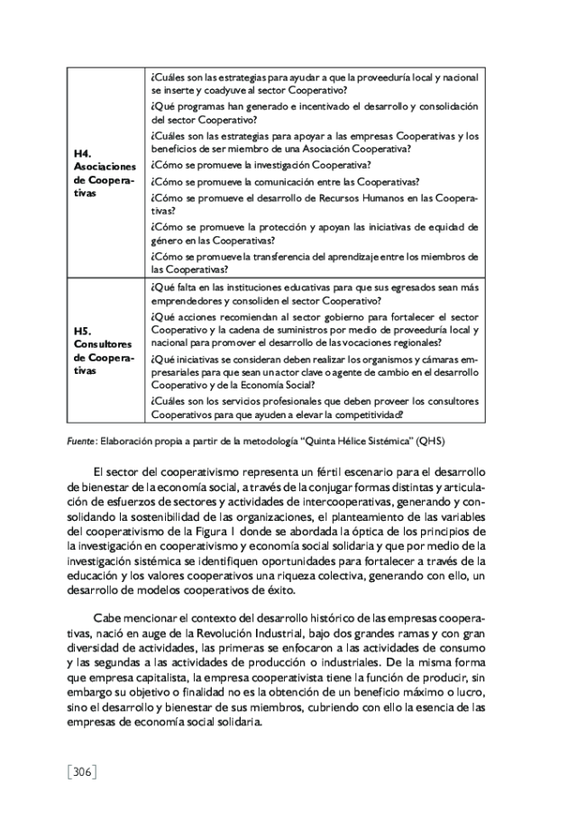 ¿Cuáles son las estrategias para ayudar a que la proveeduría local y nacional
se inserte y coadyuve al sector Cooperativo?
¿Qué programas han generado e incentivado el desarrollo y consolidación
del sector Cooperativo?
¿Cuáles son las estrategias para apoyar a las empresas Cooperativas y los
beneficios de ser miembro de una Asociación Cooperativa?
H4.
Asociaciones
de Coopera-
tivas
¿Cómo se promueve la investigación Cooperativa?
¿Cómo se promueve la comunicación entre las Cooperativas?
¿Cómo se promueve el desarrollo de Recursos Humanos en las Coopera-
tivas?
¿Cómo se promueve la protección y apoyan las iniciativas de equidad de
género en las Cooperativas?
¿Cómo se promueve la transferencia del aprendizaje entre los miembros de
las Cooperativas?
¿Qué falta en las instituciones educativas para que sus egresados sean más
emprendedores y consoliden el sector Cooperativo?
H5.
Consultores
de Coopera-
tivas
¿Qué acciones recomiendan al sector gobierno para fortalecer el sector
Cooperativo y la cadena de suministros por medio de proveeduría local y
nacional para promover el desarrollo de las vocaciones regionales?
¿Qué iniciativas se consideran deben realizar los organismos y cámaras em-
presariales para que sean un actor clave o agente de cambio en el desarrollo
Cooperativo y de la Economía Social?
¿Cuáles son los servicios profesionales que deben proveer los consultores
Cooperativos para que ayuden a elevar la competitividad?
Fuente: Elaboración propia a partir de la metodología “Quinta Hélice Sistémica” (QHS)
El sector del cooperativismo representa un fértil escenario para el desarrollo
de bienestar de la economía social, a través de la conjugar formas distintas y articula-
ción de esfuerzos de sectores y actividades de intercooperativas, generando y con-
solidando la sostenibilidad de las organizaciones, el planteamiento de las variables
del cooperativismo de la Figura 1 donde se abordada la óptica de los principios de
la investigación en cooperativismo y economía social solidaria y que por medio de la
investigación sistémica se identifiquen oportunidades para fortalecer a través de la
educación y los valores cooperativos una riqueza colectiva, generando con ello, un
desarrollo de modelos cooperativos de éxito.
Cabe mencionar el contexto del desarrollo histórico de las empresas coopera-
tivas, nació en auge de la Revolución Industrial, bajo dos grandes ramas y con gran
diversidad de actividades, las primeras se enfocaron a las actividades de consumo
y las segundas a las actividades de producción o industriales. De la misma forma
que empresa capitalista, la empresa cooperativista tiene la función de producir, sin
embargo su objetivo o finalidad no es la obtención de un beneficio máximo o lucro,
sino el desarrollo y bienestar de sus miembros, cubriendo con ello la esencia de las
empresas de economía social solidaria.
[306]